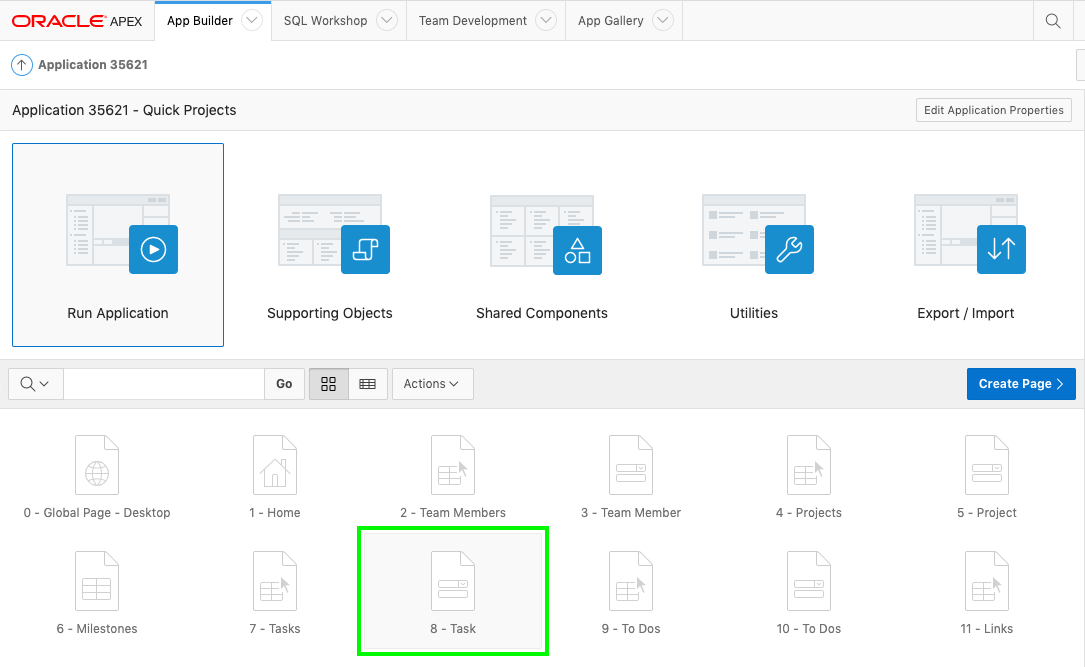 ORACLE APEX App Builder SQL Workshop Team Development App Gallery
Application 35621
Application 35621 - Quick Projects Edit Application Properties
Run Application Supporting Objects Shared Components Utilities Export / Import
Go Actions Create Page
0 - Global Page - Desktop 1 - Home 2 - Team Members 3 - Team Member 4 - Projects 5 - Project
6 - Milestones 7 - Tasks 8 - Task 9 - To Dos 10 - To Dos 11 - Links